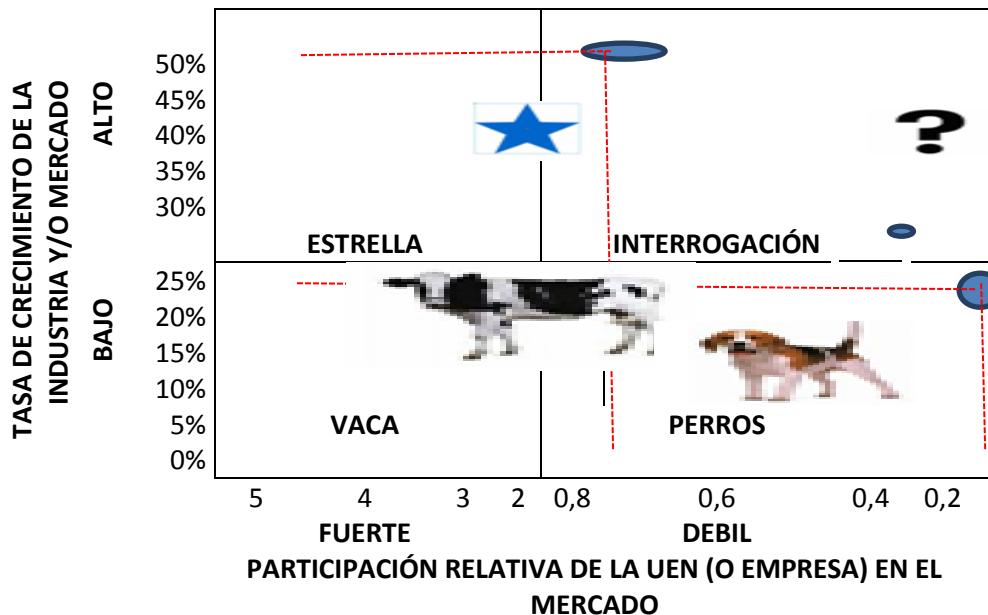 TASA DE CRECIMIENTO DE LA
INDUSTRIA Y/O MERCADO
ALTO
BAJO
50%
45%
40%
35%
30%
25%
20%
15%
10%
5%
0%
?
ESTRELLA
INTERROGACIÓN
VACA
PERROS
5 4 3 2 0,8 0,6 0,4 0,2
FUERTE DEBIL
PARTICIPACIÓN RELATIVA DE LA UEN (O EMPRESA) EN EL
MERCADO